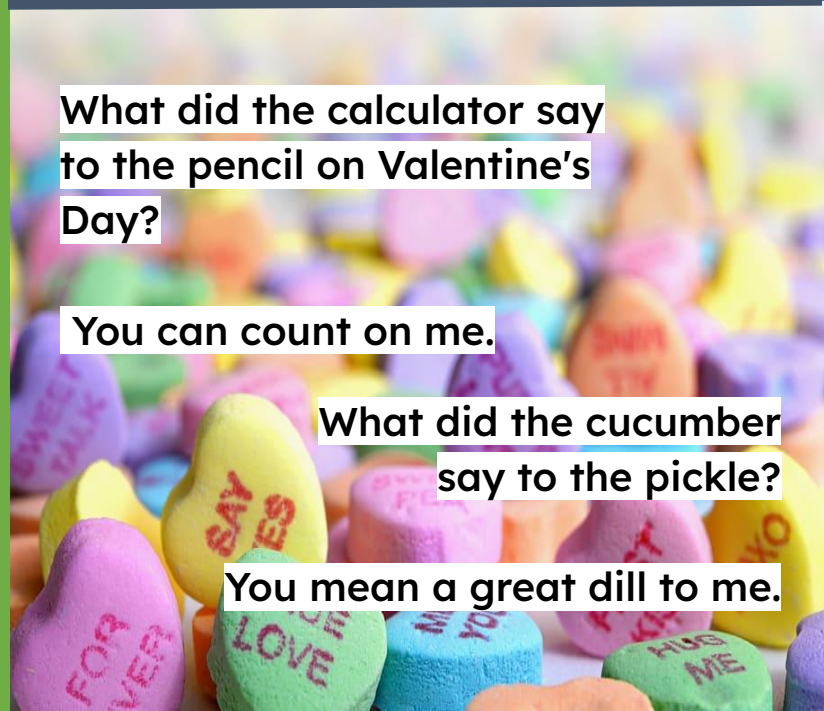 What did the calculator say
to the pencil on Valentine's
Day?
You can count on me.
What did the cucumber
say to the pickle?
You mean a great dill to me.
SWEET
TALK
SAY
YES
XO
FOR
LOVE
HUG
ME